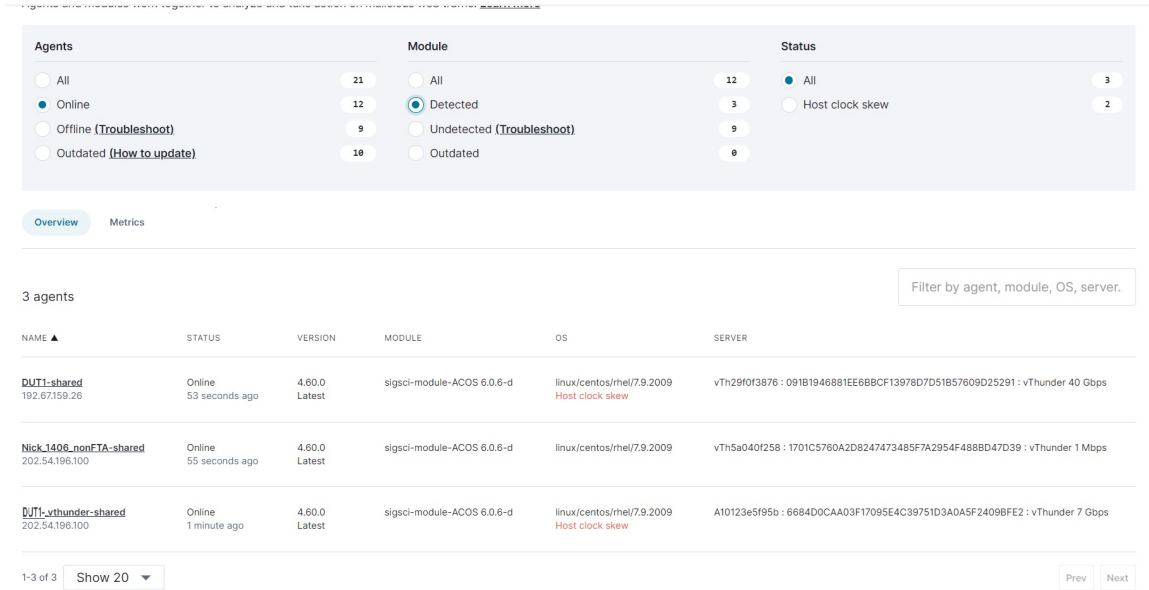 Agents
All 21
Online 12
Offline (Troubleshoot) 9
Outdated (How to update) 10
Module
All 12
Detected 3
Undetected (Troubleshoot) 9
Outdated 0
Status
All 3
Host clock skew 2
Overview Metrics
3 agents
Filter by agent, module, OS, server.
NAME ▲ STATUS VERSION MODULE OS SERVER
DUT1-shared Online 4.60.0 sigsci-module-ACOS 6.0.6-d linux/centos/rhel/7.9.2009 vTh29f0f3876 : 091B1946881EE6BBCF13978D7D51B57609D25291 : vThunder 40 Gbps
192.67.159.26 53 seconds ago Latest Host clock skew
Nick_1406_nonFTA-shared Online 4.60.0 sigsci-module-ACOS 6.0.6-d linux/centos/rhel/7.9.2009 vTh5a040f258 : 1701C5760A2D8247473485F7A2954F488BD47D39 : vThunder 1 Mbps
202.54.196.100 55 seconds ago Latest
DUT1-_vthunder-shared Online 4.60.0 sigsci-module-ACOS 6.0.6-d linux/centos/rhel/7.9.2009 A10123e5f95b : 6684D0CAA03F17095E4C39751D3A0A5F2409BFE2 : vThunder 7 Gbps
202.54.196.100 1 minute ago Latest Host clock skew
1-3 of 3 Show 20 Prev Next